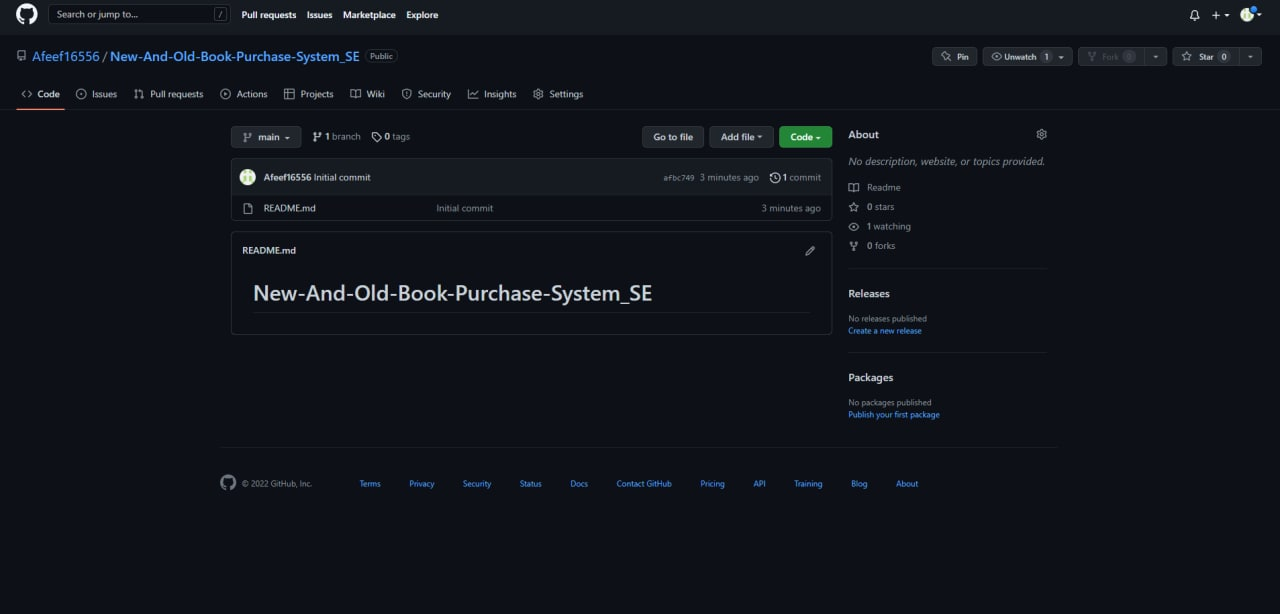 Search or jump to... /
Pull requests Issues Marketplace Explore
Afeef16556 / New-And-Old-Book-Purchase-System_SE Public
Pin Unwatch 1 Fork 0 Star 0
Code Issues Pull requests Actions Projects Wiki Security Insights Settings
main 1 branch 0 tags Go to file Add file Code
Afeef16556 Initial commit afbc749 3 minutes ago 1 commit
README.md Initial commit 3 minutes ago
README.md
New-And-Old-Book-Purchase-System_SE
About
No description, website, or topics provided.
Readme
0 stars
1 watching
0 forks
Releases
No releases published
Create a new release
Packages
No packages published
Publish your first package
© 2022 GitHub, Inc. Terms Privacy Security Status Docs Contact GitHub Pricing API Training Blog About